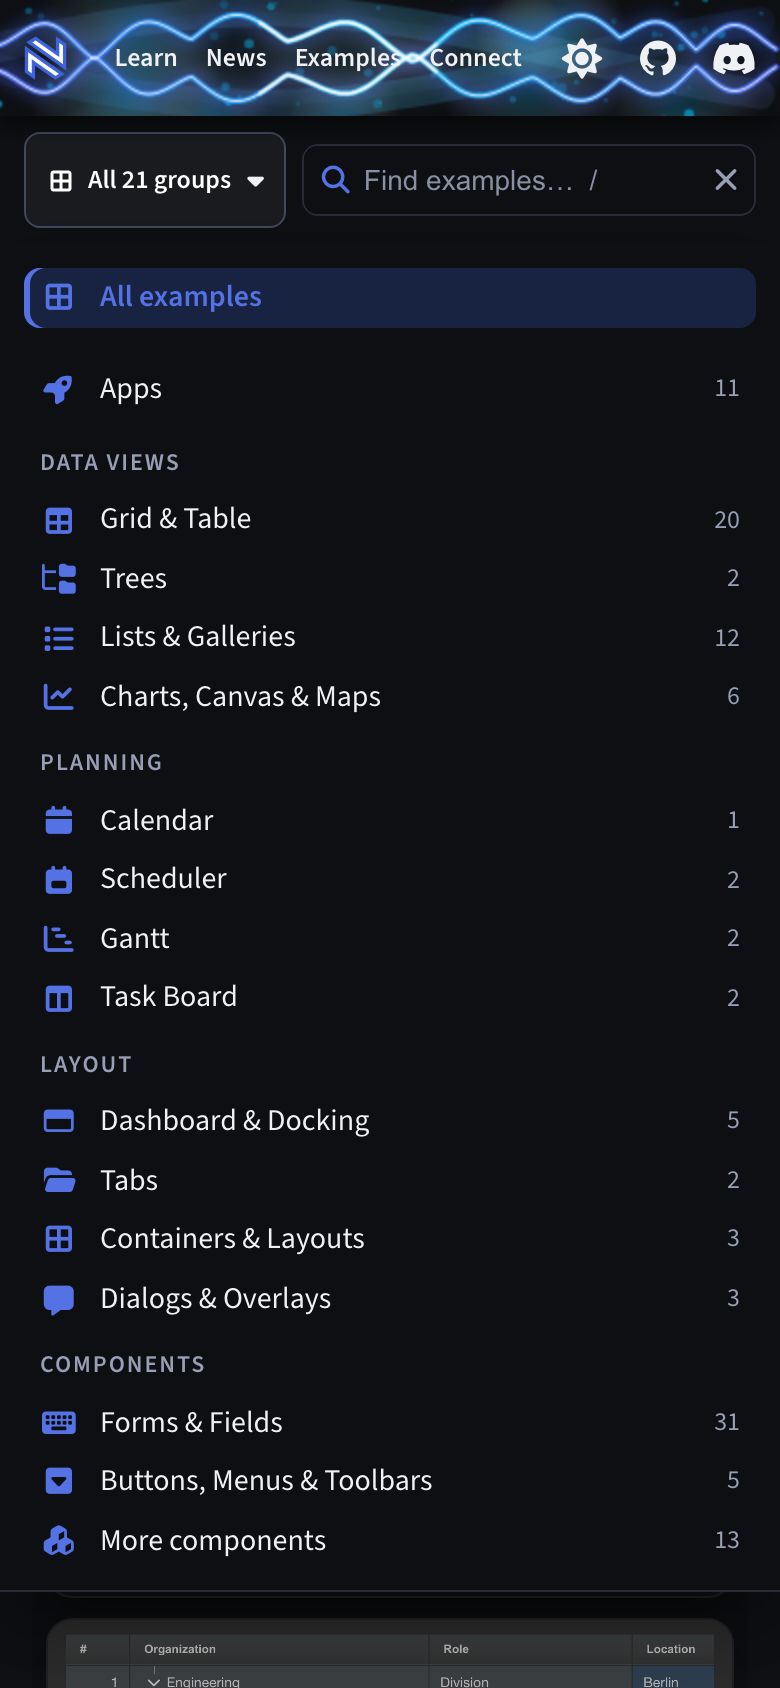 Learn News Examples Connect
All 21 groups
Find examples… /
All examples
Apps 11
DATA VIEWS
Grid & Table 20
Trees 2
Lists & Galleries 12
Charts, Canvas & Maps 6
PLANNING
Calendar 1
Scheduler 2
Gantt 2
Task Board 2
LAYOUT
Dashboard & Docking 5
Tabs 2
Containers & Layouts 3
Dialogs & Overlays 3
COMPONENTS
Forms & Fields 31
Buttons, Menus & Toolbars 5
More components 13
# Organization Role Location
1 Engineering Division Berlin